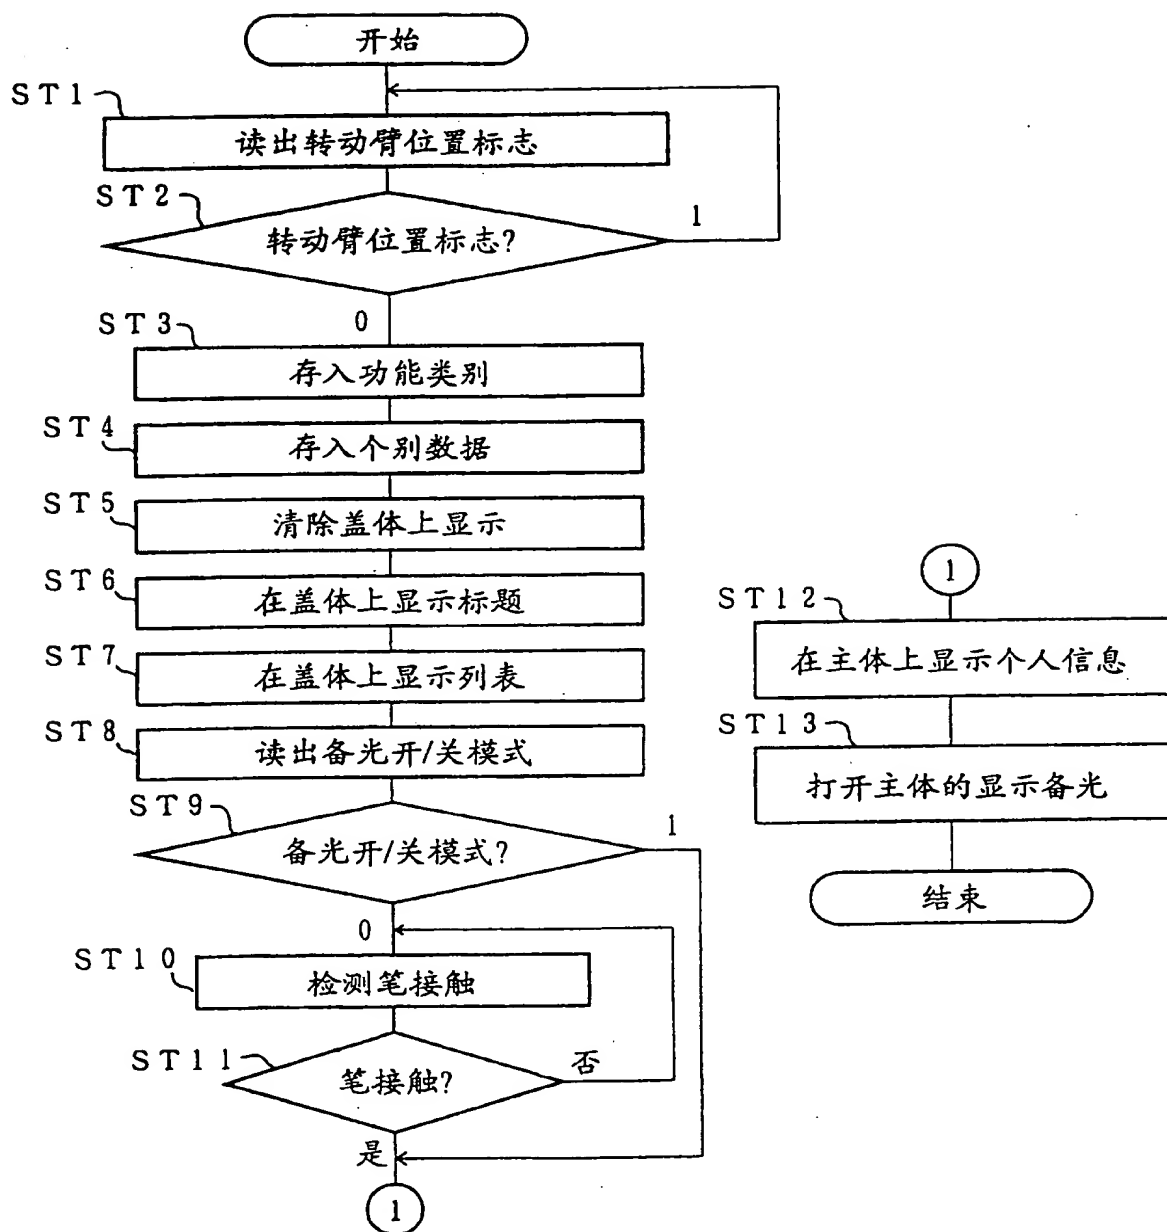 开始
ST1
读出转动臂位置标志
ST2
转动臂位置标志?
1
0
ST3
存入功能类别
ST4
存入个别数据
ST5
清除盖体上显示
ST6
在盖体上显示标题
ST7
在盖体上显示列表
ST8
读出备光开/关模式
ST9
备光开/关模式?
1
0
ST10
检测笔接触
ST11
笔接触?
否
是
1
1
ST12
在主体上显示个人信息
ST13
打开主体的显示备光
结束